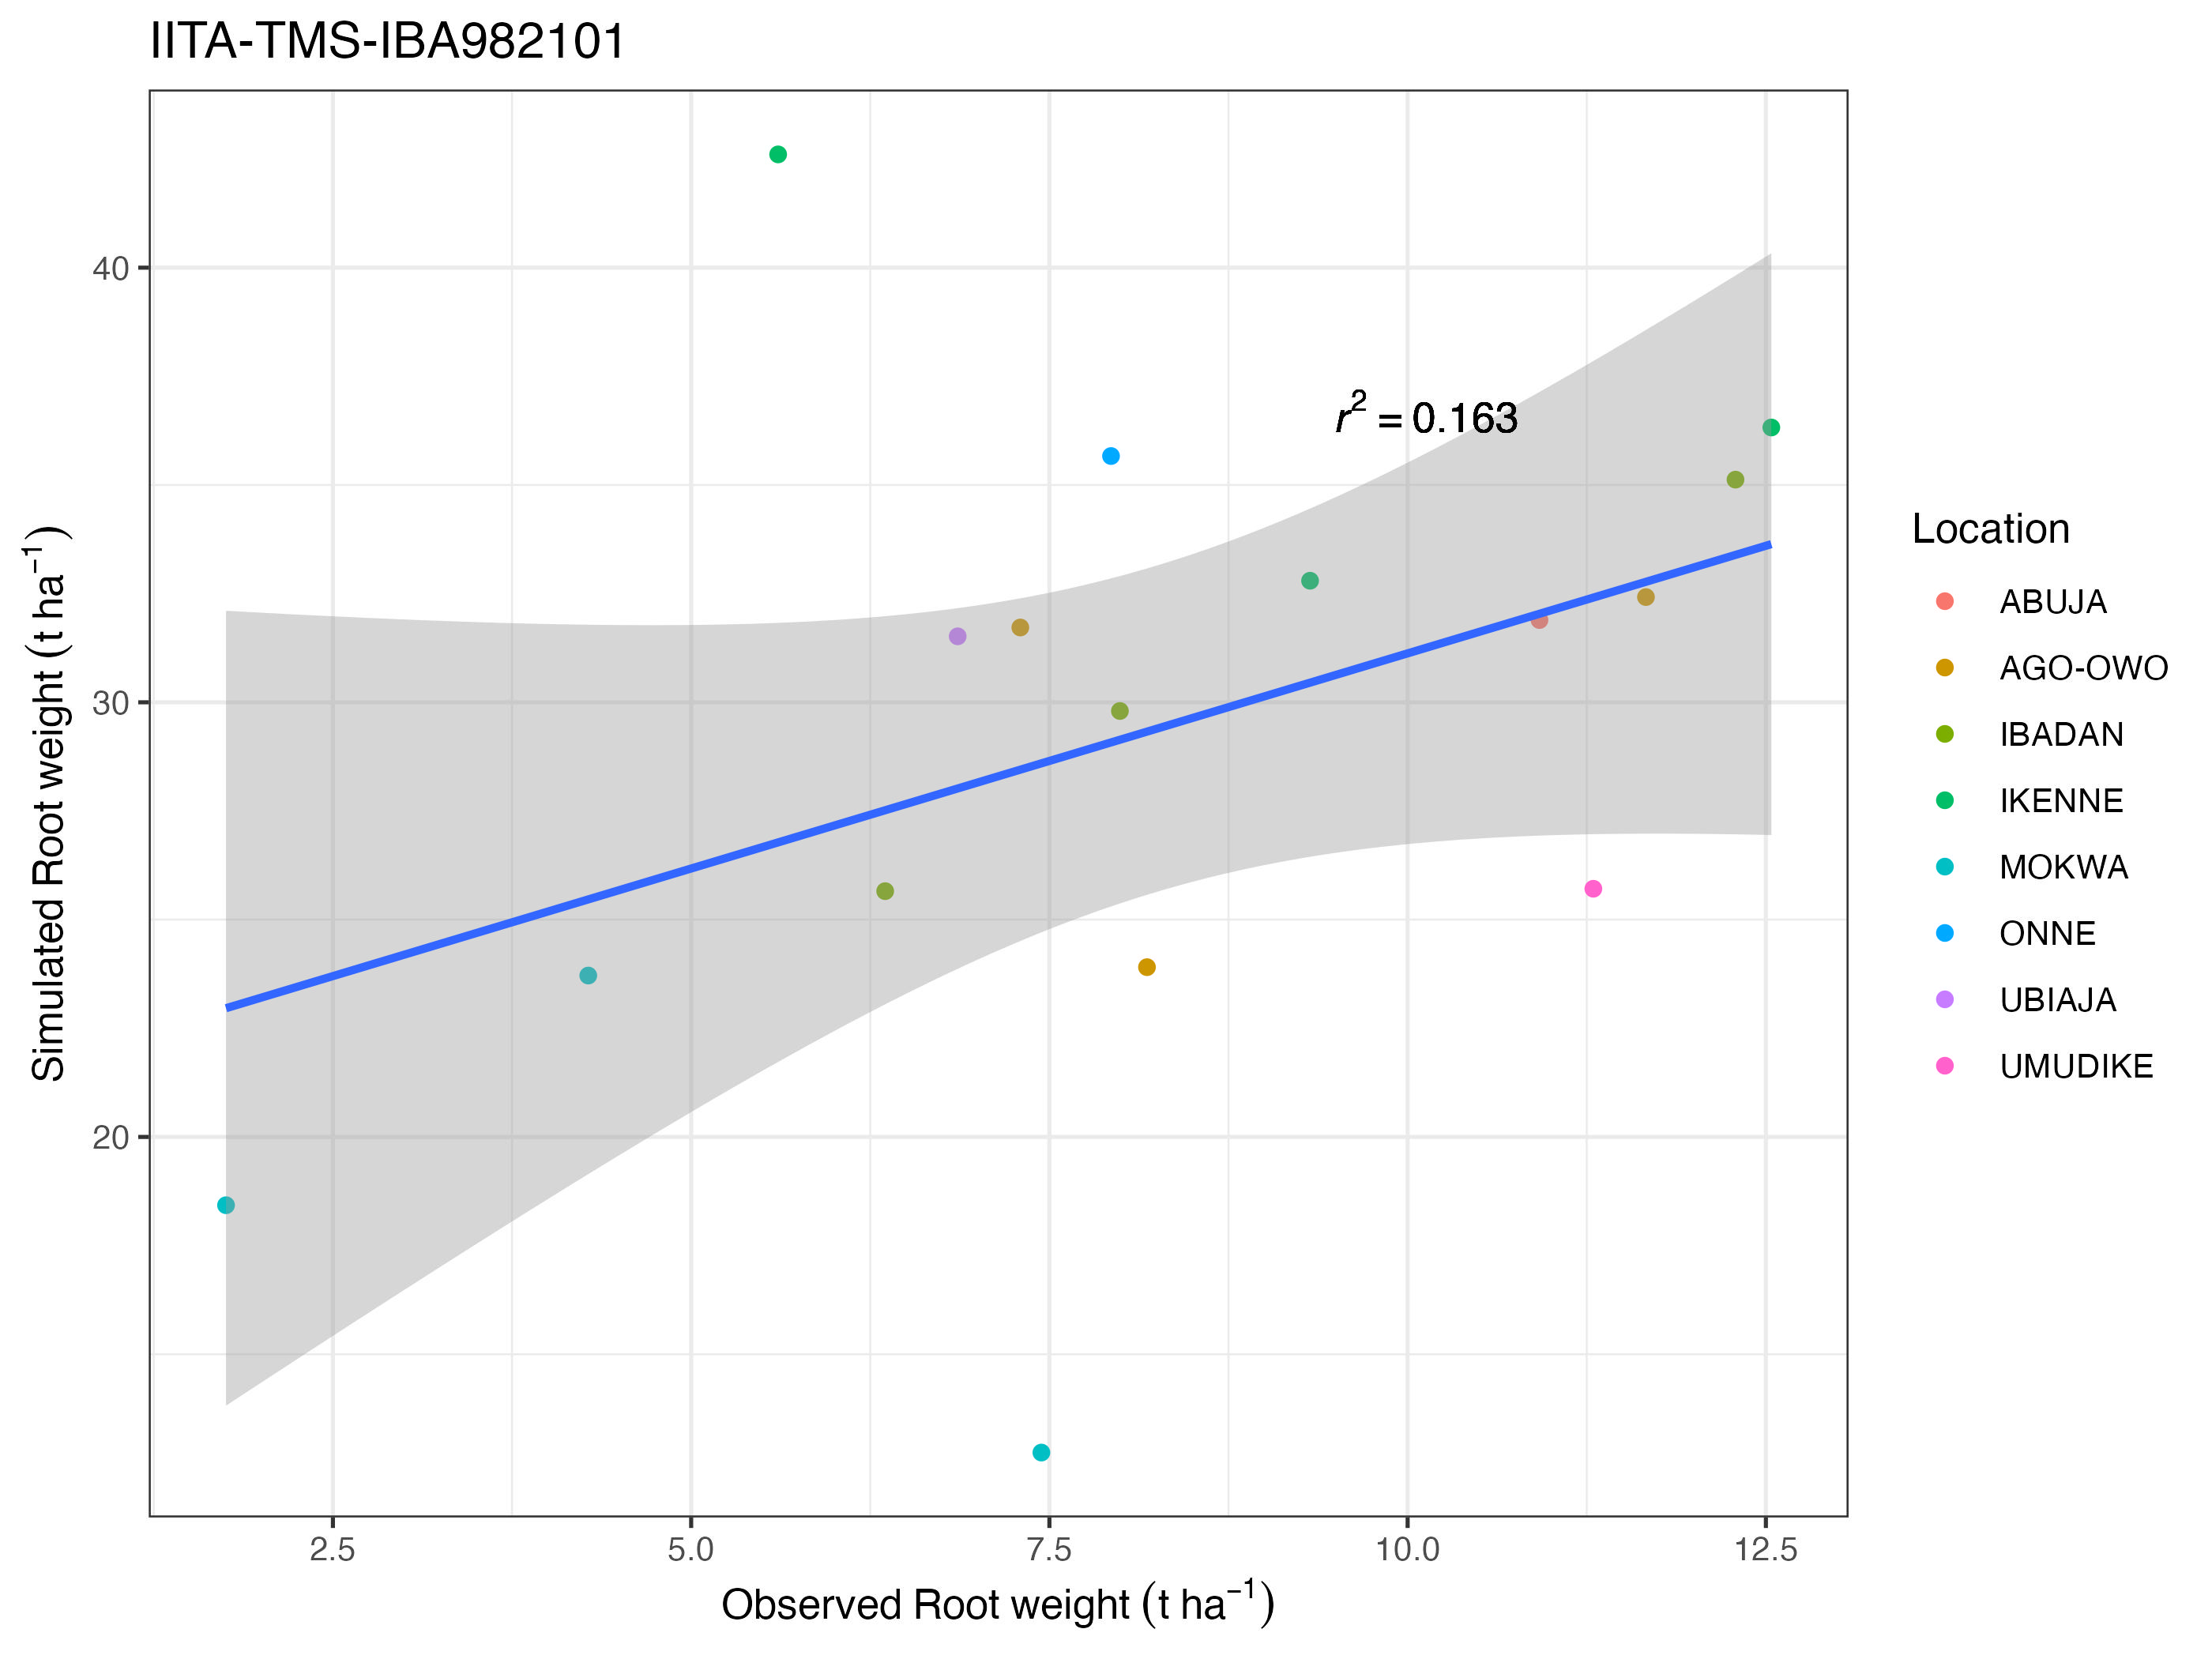 IITA-TMS-IBA982101
Simulated Root weight (t ha⁻¹)
40
30
20
r² = 0.163
2.5 5.0 7.5 10.0 12.5
Observed Root weight (t ha⁻¹)
Location
ABUJA
AGO-OWO
IBADAN
IKENNE
MOKWA
ONNE
UBIAJA
UMUDIKE